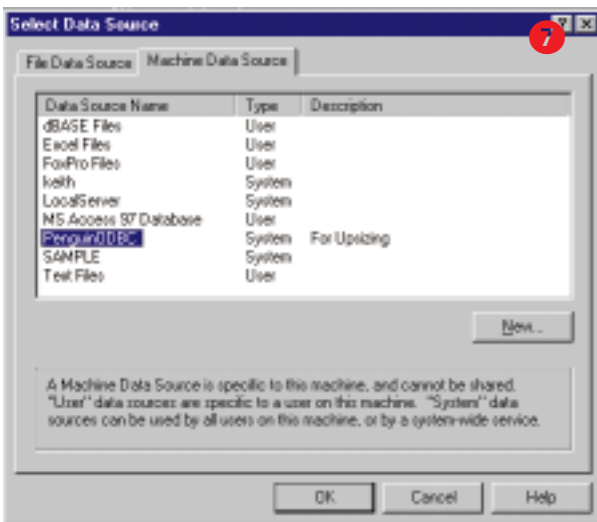 Select Data Source
7
File Data Source Machine Data Source
Data Source Name Type Description
dBASE Files User
Excel Files User
FoxPro Files User
keith System
LocalServer System
MS Access 97 Database User
PenguinODBC System For Upsizing
SAMPLE System
Text Files User
New...
A Machine Data Source is specific to this machine, and cannot be shared.
"User" data sources are specific to a user on this machine. "System" data
sources can be used by all users on this machine, or by a system-wide service.
OK Cancel Help